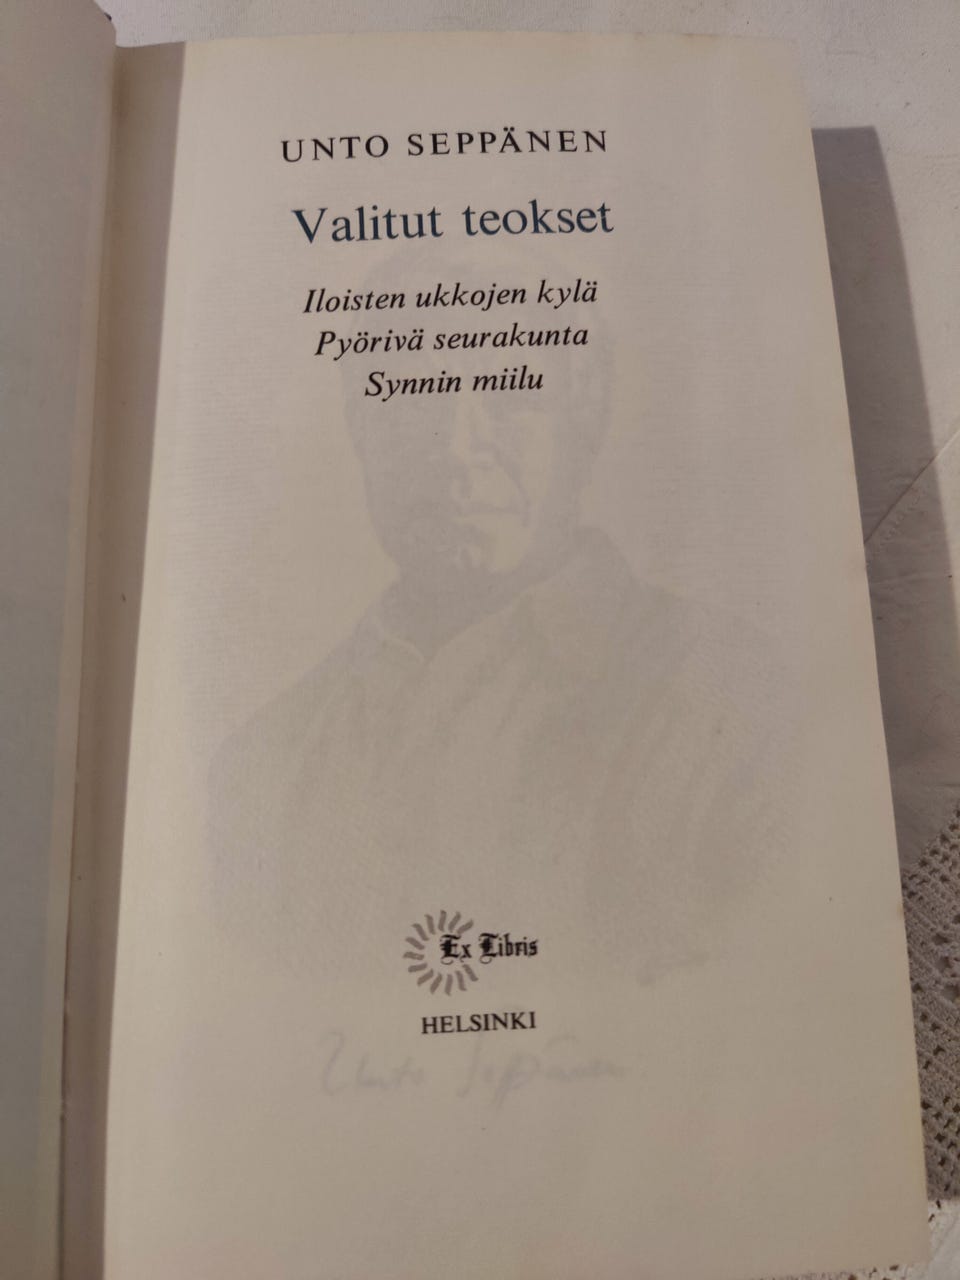 UNTO SEPPÄNEN
Valitut teokset
Iloisten ukkojen kylä
Pyörivä seurakunta
Synnin miilu
Ex Libris
HELSINKI
Unto Seppänen